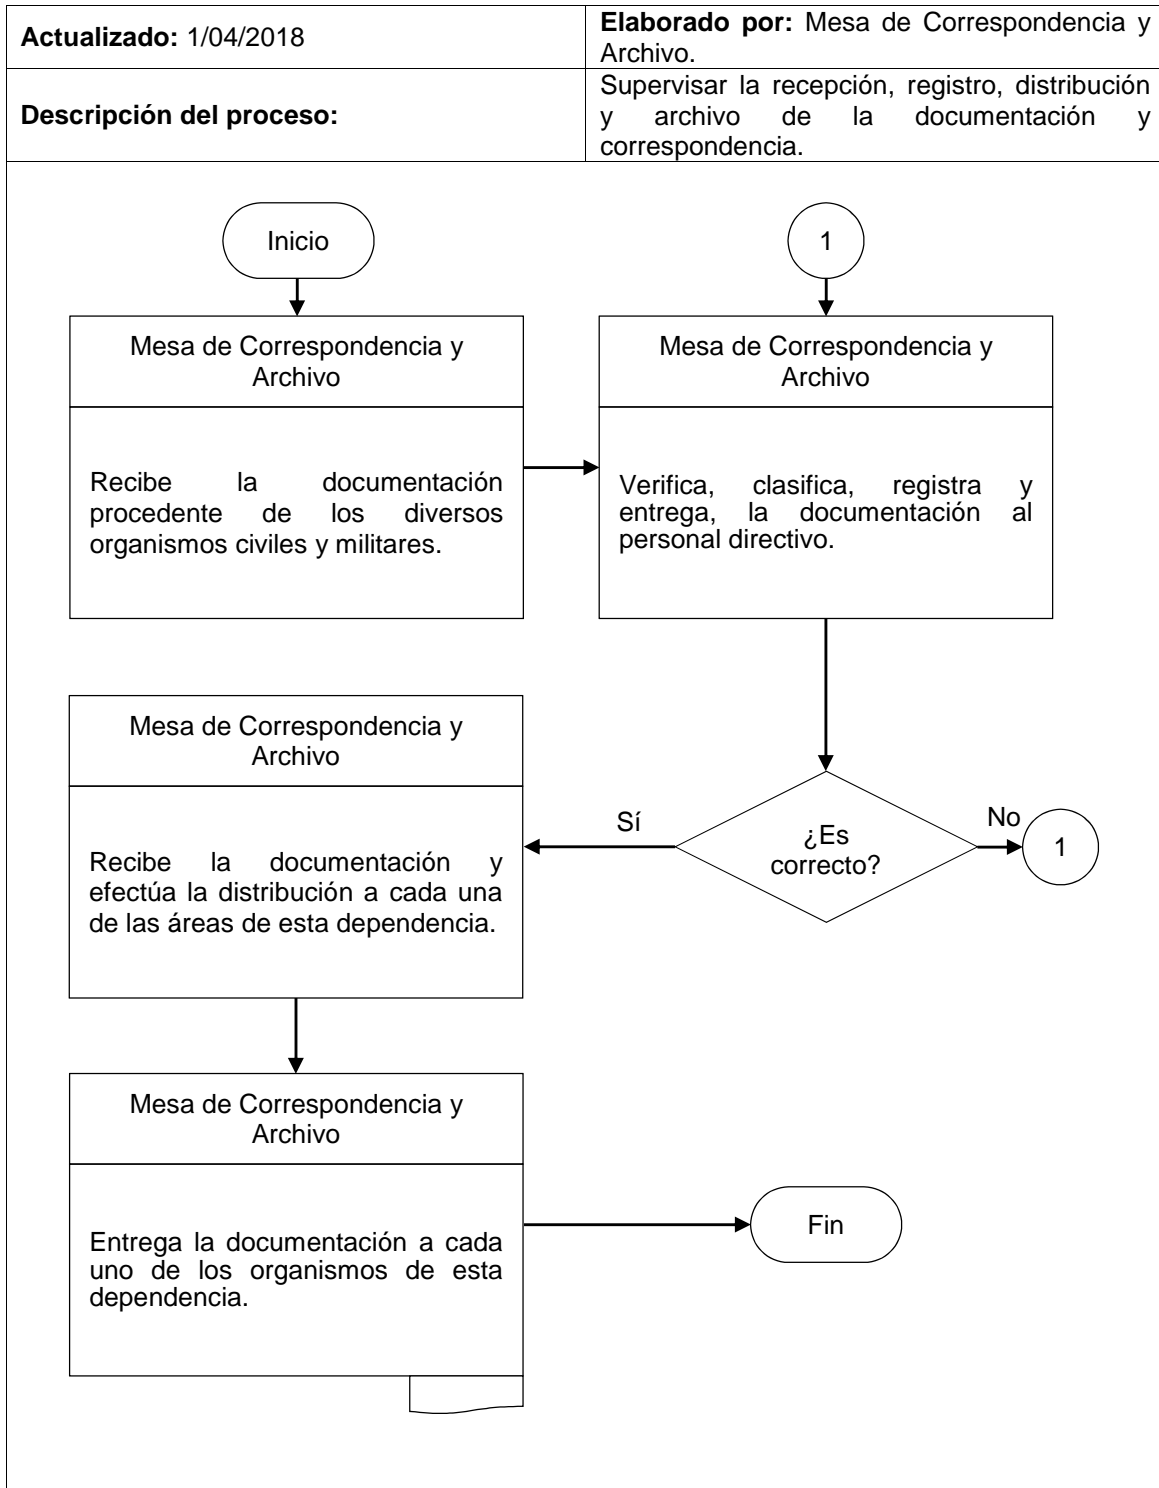 Actualizado: 1/04/2018
Elaborado por: Mesa de Correspondencia y
Archivo.
Descripción del proceso:
Supervisar la recepción, registro, distribución
y archivo de la documentación y
correspondencia.
Inicio
1
Mesa de Correspondencia y
Archivo
Recibe la documentación
procedente de los diversos
organismos civiles y militares.
Mesa de Correspondencia y
Archivo
Verifica, clasifica, registra y
entrega, la documentación al
personal directivo.
¿Es
correcto?
No
1
Sí
Mesa de Correspondencia y
Archivo
Recibe la documentación y
efectúa la distribución a cada una
de las áreas de esta dependencia.
Mesa de Correspondencia y
Archivo
Entrega la documentación a cada
uno de los organismos de esta
dependencia.
Fin